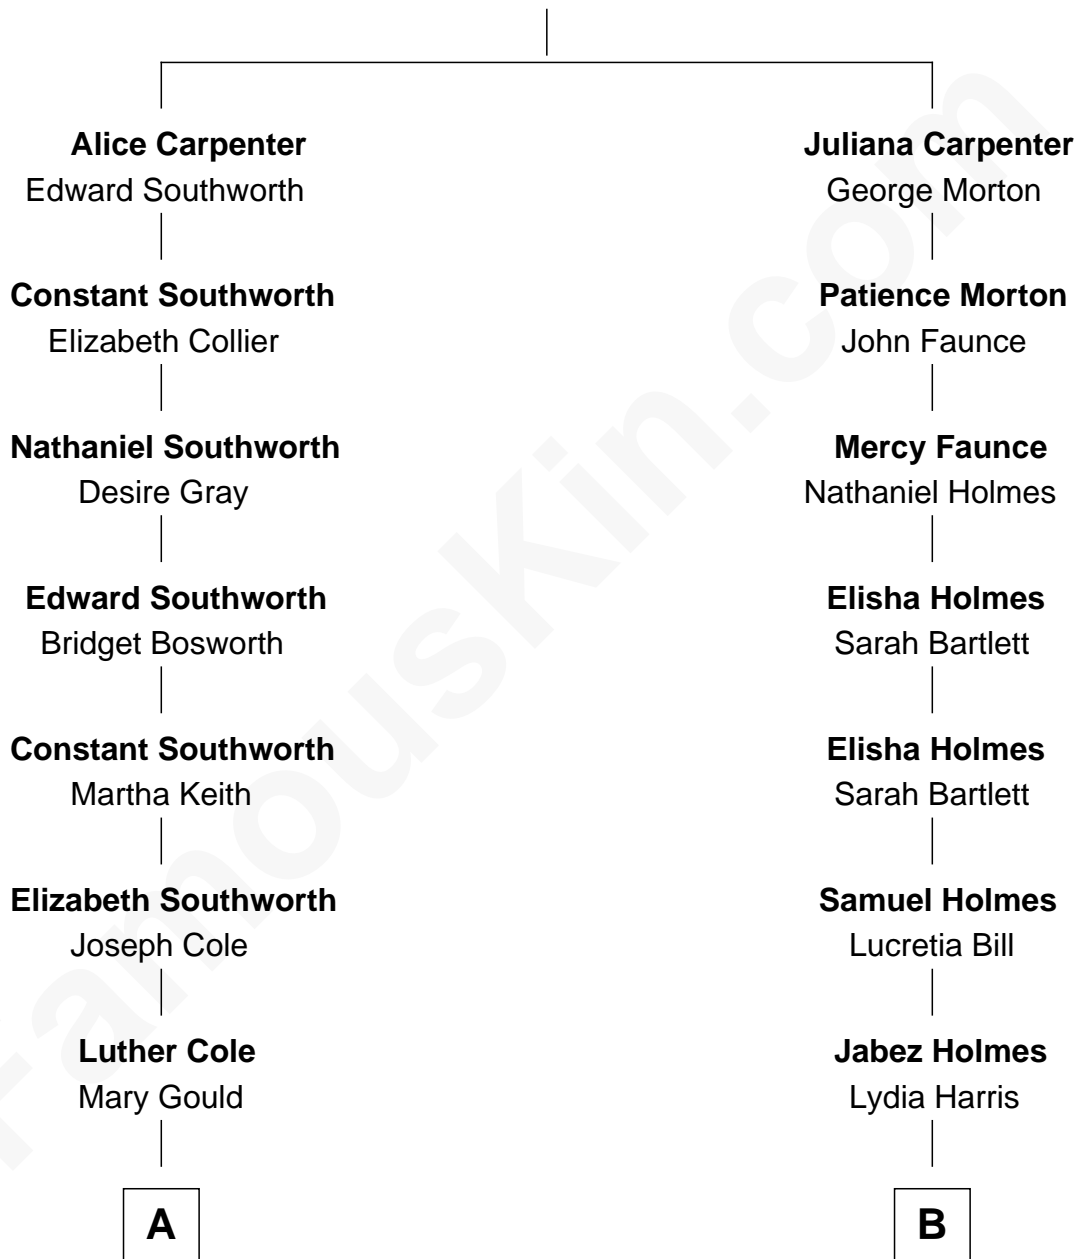 Alice Carpenter
Edward Southworth
Constant Southworth
Elizabeth Collier
Nathaniel Southworth
Desire Gray
Edward Southworth
Bridget Bosworth
Constant Southworth
Martha Keith
Elizabeth Southworth
Joseph Cole
Luther Cole
Mary Gould
A
Juliana Carpenter
George Morton
Patience Morton
John Faunce
Mercy Faunce
Nathaniel Holmes
Elisha Holmes
Sarah Bartlett
Elisha Holmes
Sarah Bartlett
Samuel Holmes
Lucretia Bill
Jabez Holmes
Lydia Harris
B
FamousKin.com